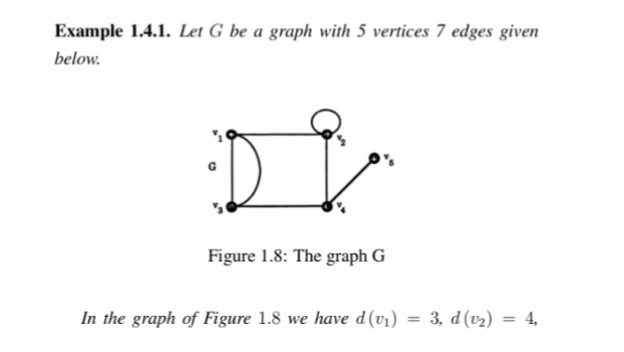 Example 1.4.1. Let G be a graph with 5 vertices 7 edges given
below.
v₁
v₂
G
v₅
v₃
v₄
Figure 1.8: The graph G
In the graph of Figure 1.8 we have d(v₁) = 3, d(v₂) = 4,